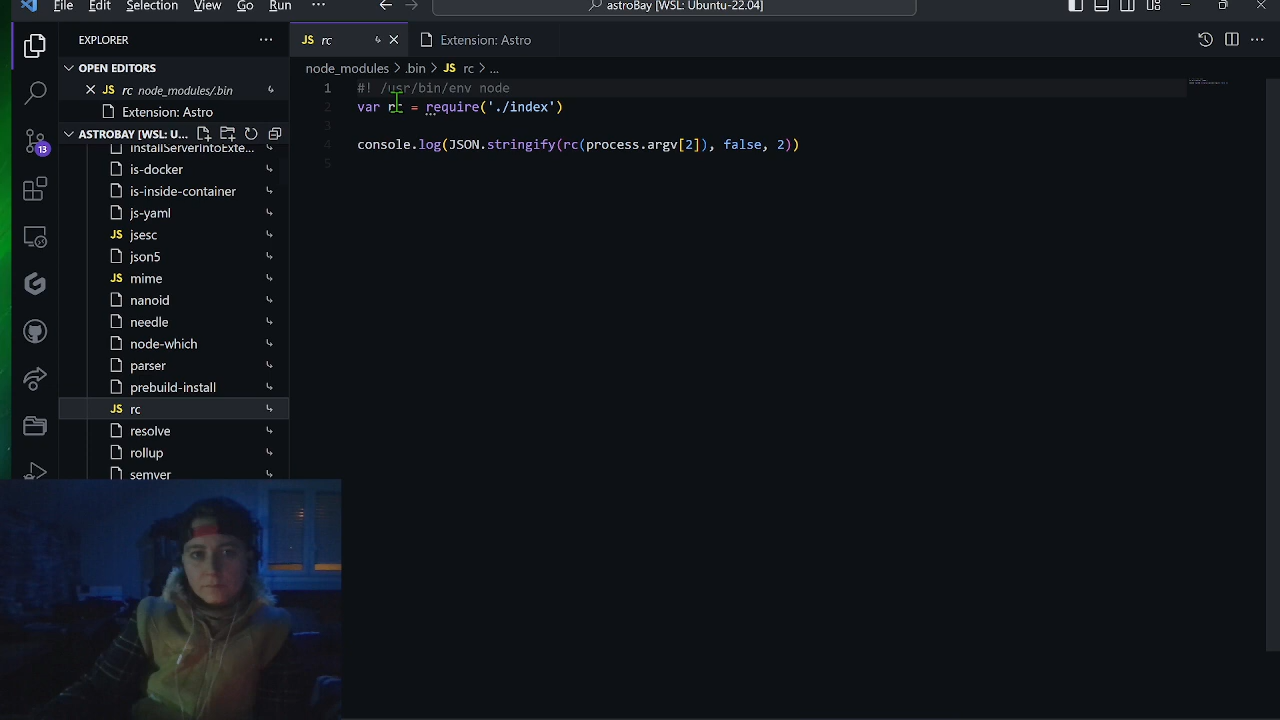 File Edit Selection View Go Run ... astroBay [WSL: Ubuntu-22.04]
EXPLORER ...
OPEN EDITORS
rc node_modules/.bin
Extension: Astro
ASTROBAY [WSL: U...
installServerIntoExte...
is-docker
is-inside-container
js-yaml
JS jsesc
json5
JS mime
nanoid
needle
node-which
parser
prebuild-install
JS rc
resolve
rollup
semver
13
JS rc
Extension: Astro
node_modules > .bin > JS rc > ...
1 #! /usr/bin/env node
2 var rc = require('./index')
3
4 console.log(JSON.stringify(rc(process.argv[2]), false, 2))
5